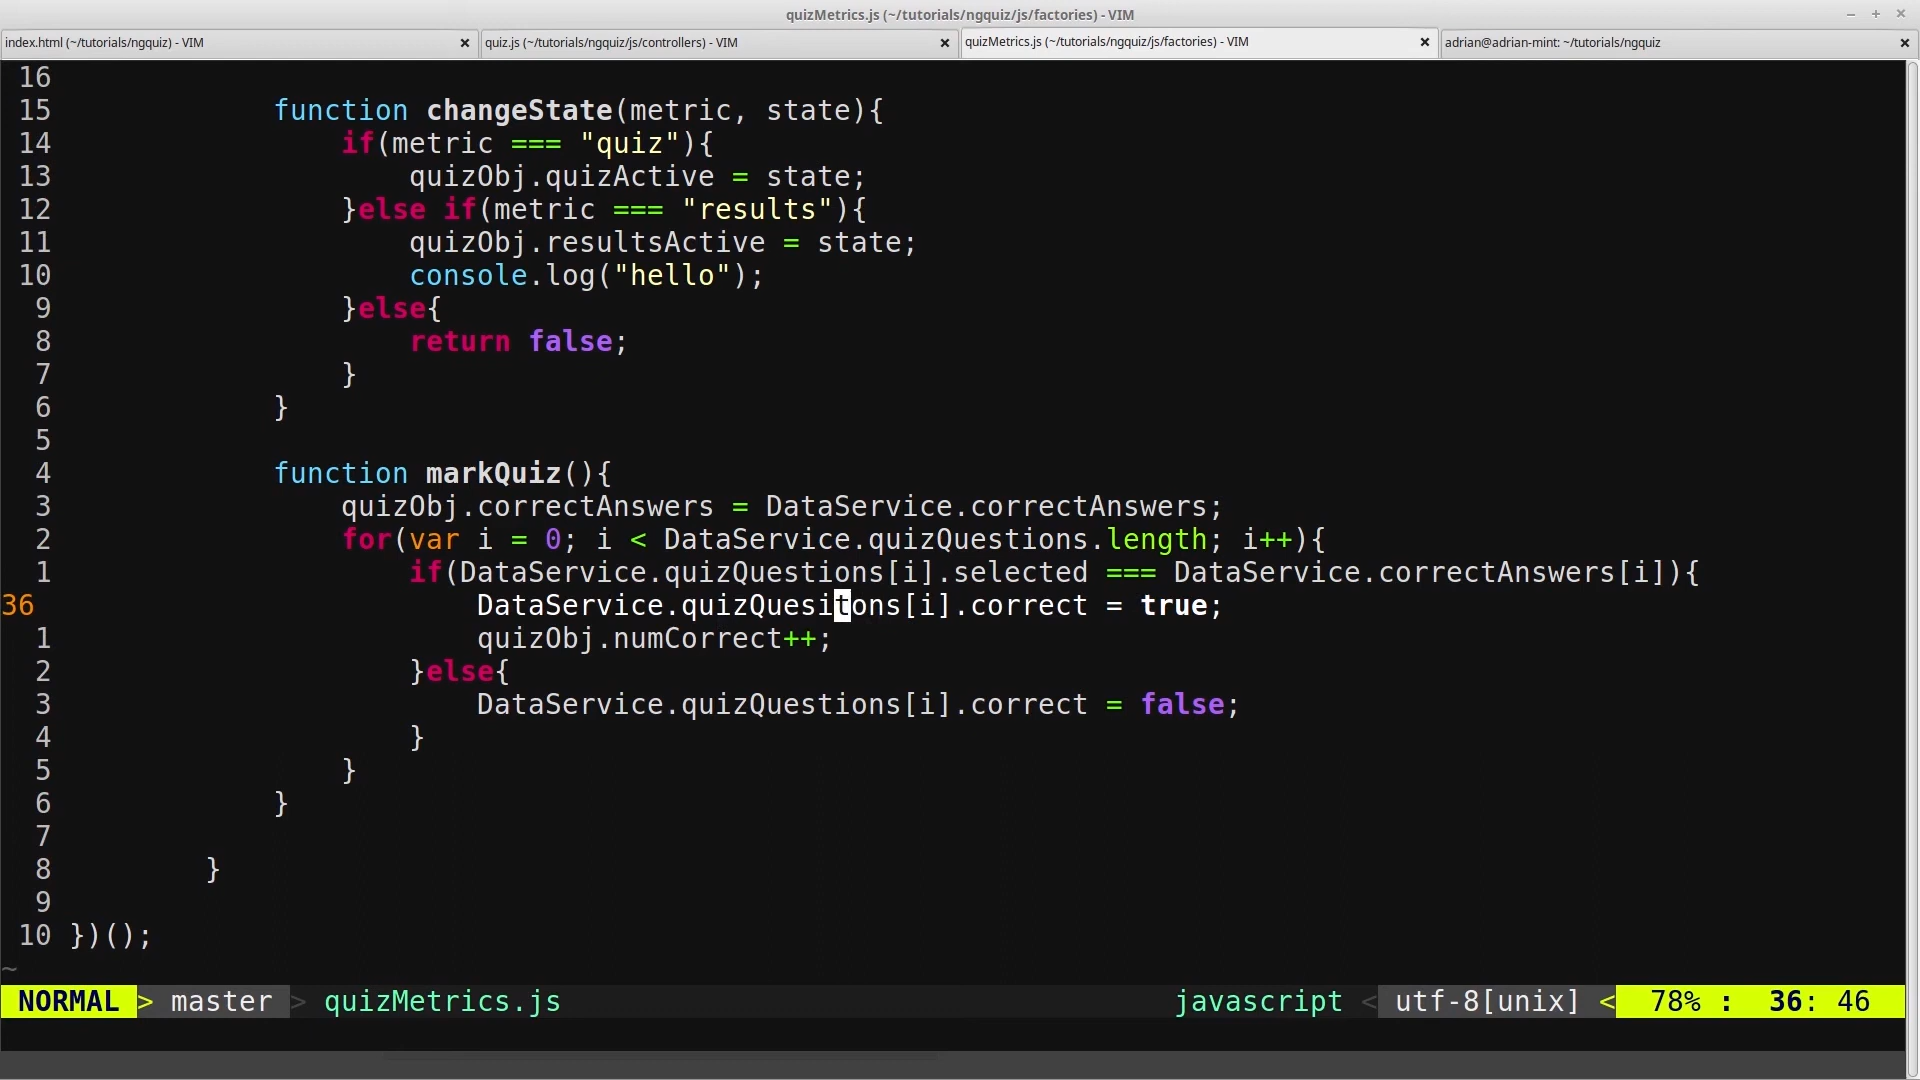 quizMetrics.js (~/tutorials/ngquiz/js/factories) - VIM
index.html (~/tutorials/ngquiz) - VIM
quiz.js (~/tutorials/ngquiz/js/controllers) - VIM
quizMetrics.js (~/tutorials/ngquiz/js/factories) - VIM
adrian@adrian-mint: ~/tutorials/ngquiz
16
15 function changeState(metric, state){
14 if(metric === "quiz"){
13 quizObj.quizActive = state;
12 }else if(metric === "results"){
11 quizObj.resultsActive = state;
10 console.log("hello");
9 }else{
8 return false;
7 }
6 }
5
4 function markQuiz(){
3 quizObj.correctAnswers = DataService.correctAnswers;
2 for(var i = 0; i < DataService.quizQuestions.length; i++){
1 if(DataService.quizQuestions[i].selected === DataService.correctAnswers[i]){
36 DataService.quizQuesitons[i].correct = true;
1 quizObj.numCorrect++;
2 }else{
3 DataService.quizQuestions[i].correct = false;
4 }
5 }
6 }
7
8 }
9
10 })();
~
NORMAL > master > quizMetrics.js javascript < utf-8[unix] < 78% : 36: 46